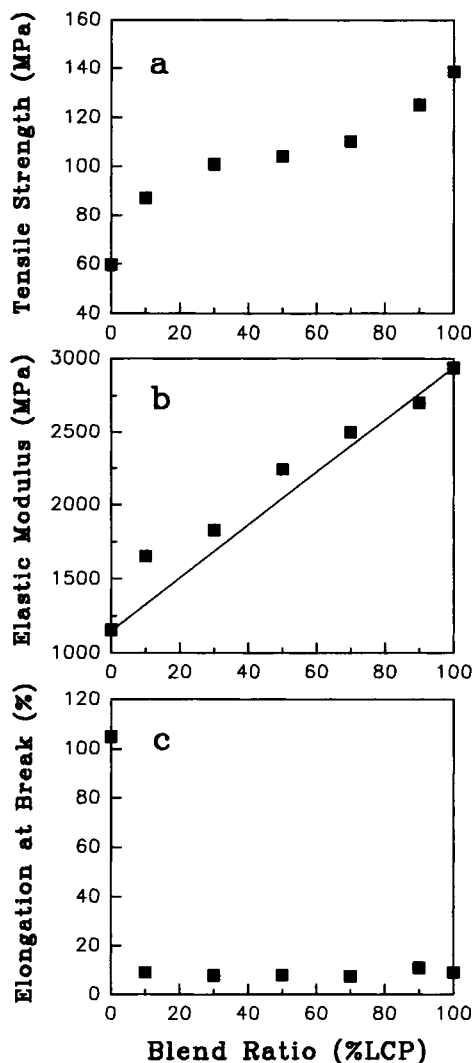 Tensile Strength (MPa)
160
140
120
100
80
60
40
a
0 20 40 60 80 100
Elastic Modulus (MPa)
3000
2500
2000
1500
1000
b
0 20 40 60 80 100
Elongation at Break (%)
120
100
80
60
40
20
0
c
0 20 40 60 80 100
Blend Ratio (%LCP)